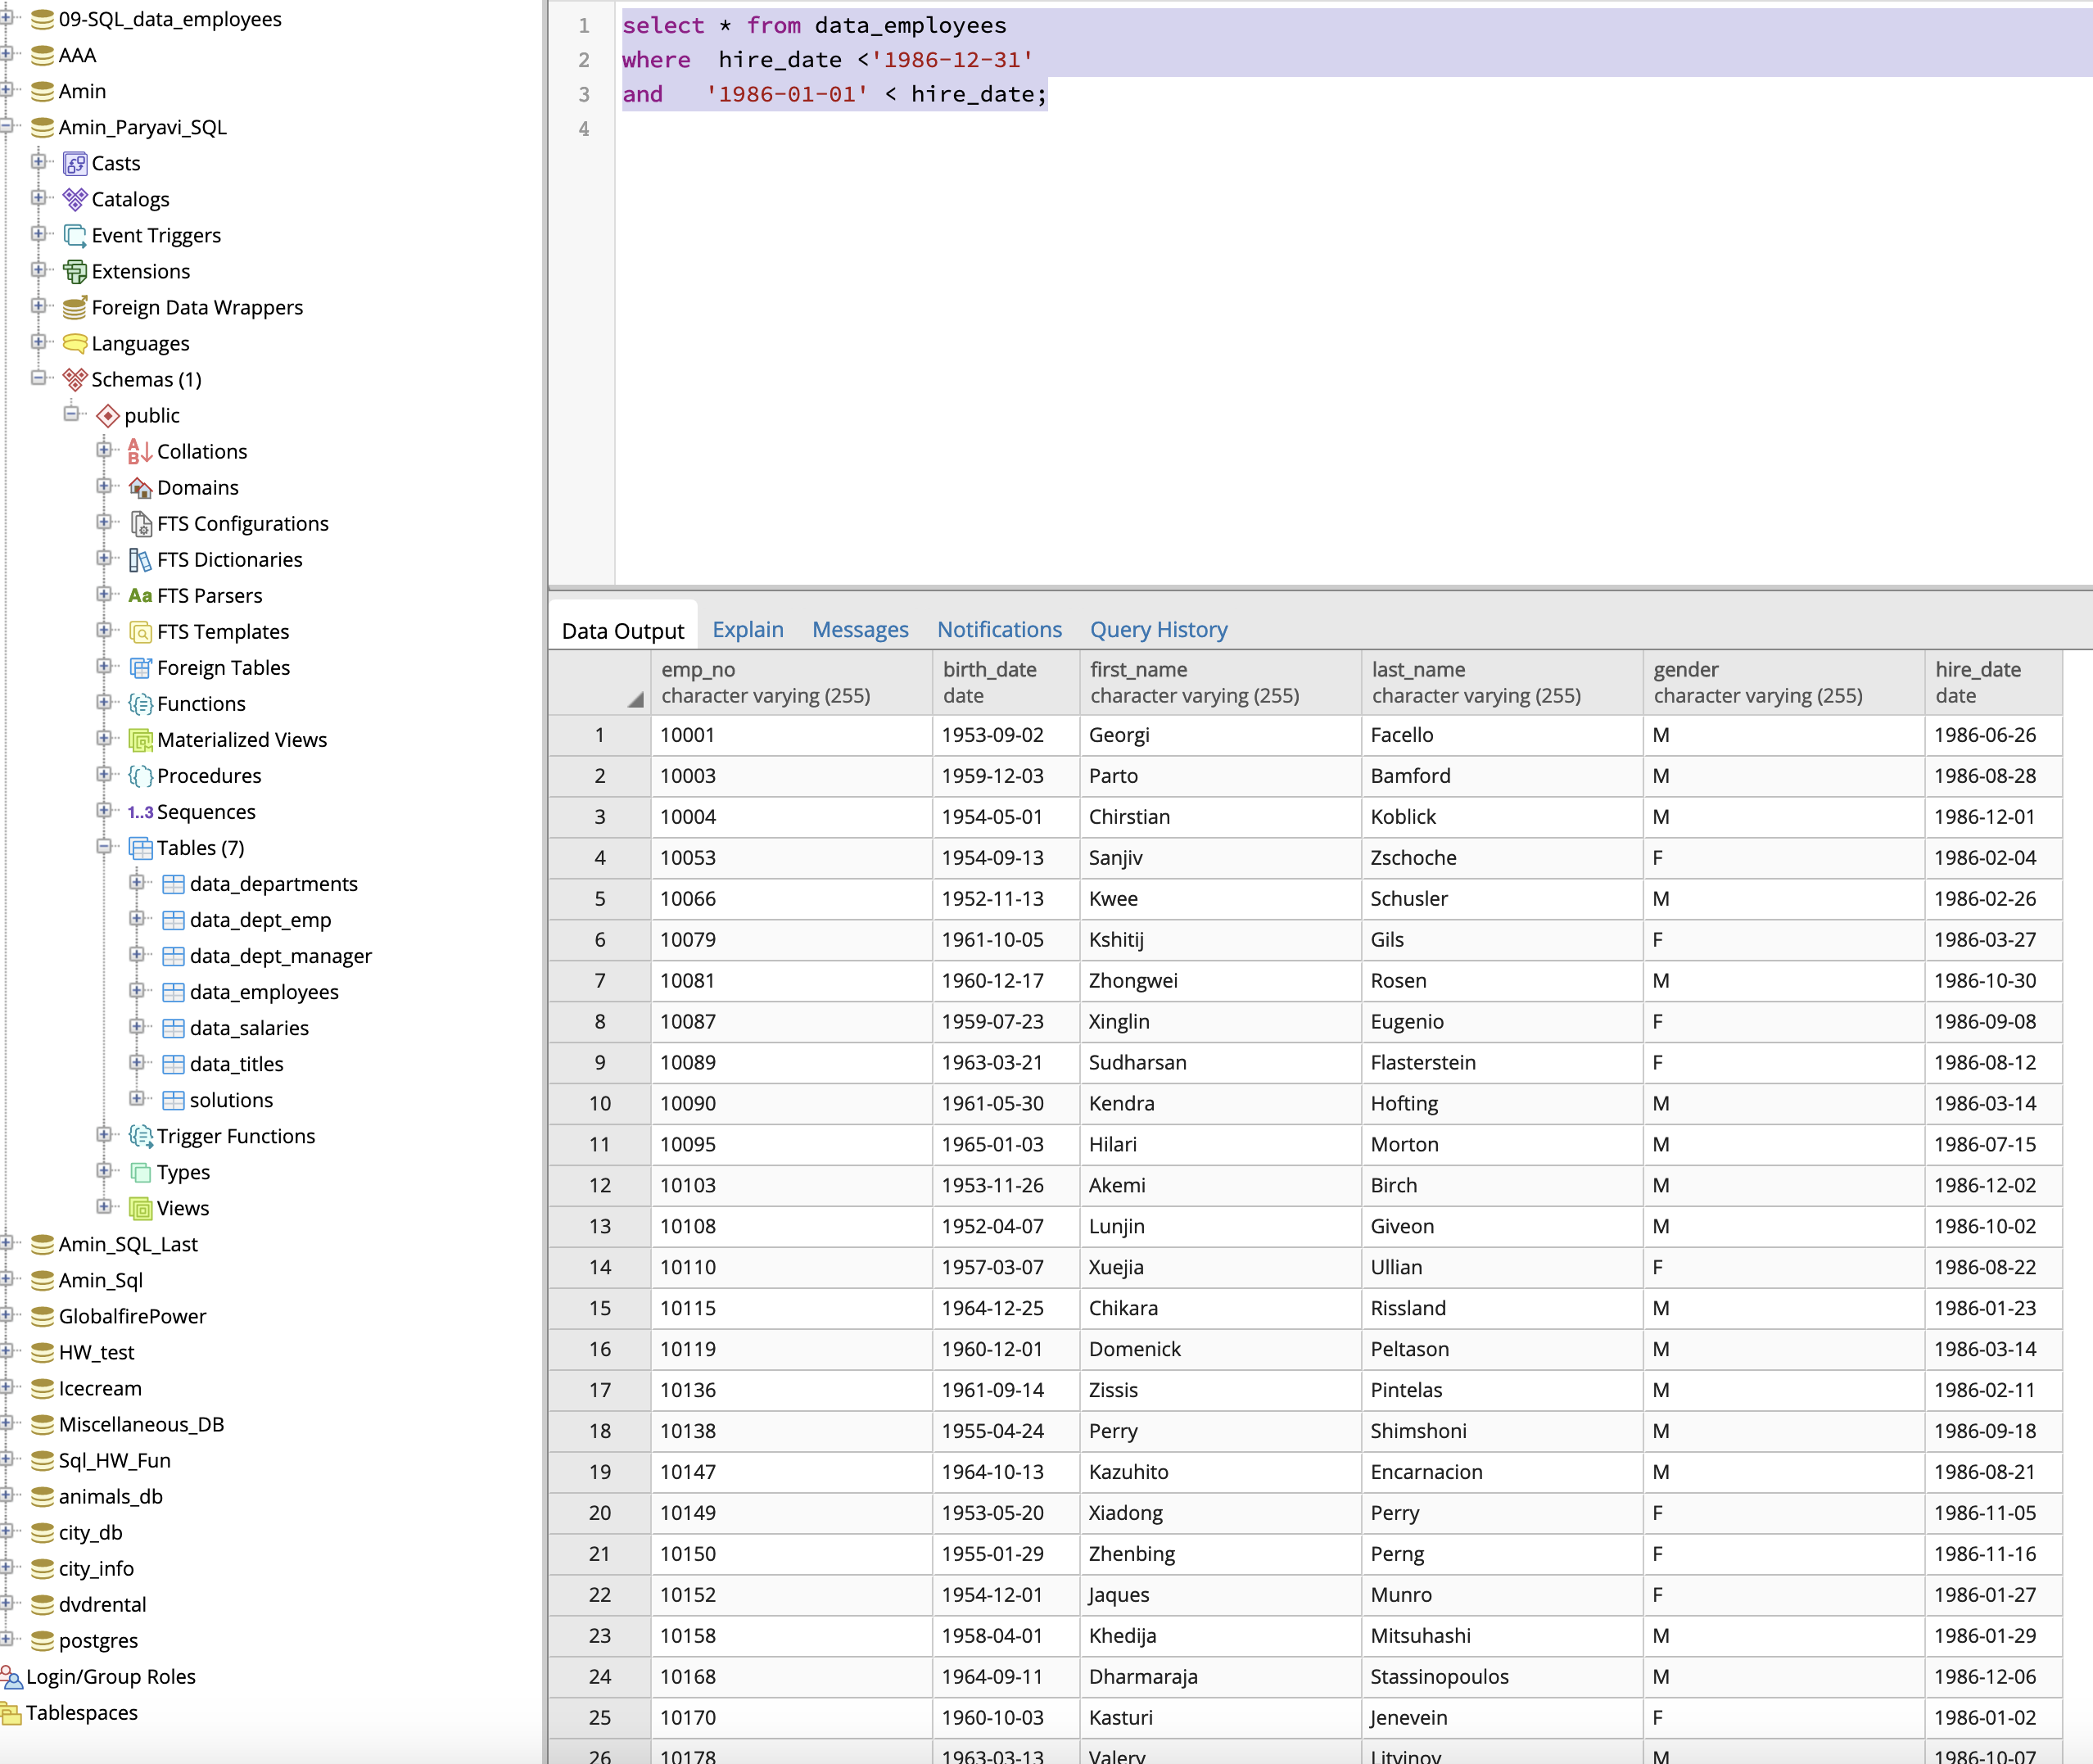 09-SQL_data_employees
AAA
Amin
Amin_Paryavi_SQL
Casts
Catalogs
Event Triggers
Extensions
Foreign Data Wrappers
Languages
Schemas (1)
public
Collations
Domains
FTS Configurations
FTS Dictionaries
Aa FTS Parsers
FTS Templates
Foreign Tables
Functions
Materialized Views
Procedures
1..3 Sequences
Tables (7)
data_departments
data_dept_emp
data_dept_manager
data_employees
data_salaries
data_titles
solutions
Trigger Functions
Types
Views
Amin_SQL_Last
Amin_Sql
GlobalfirePower
HW_test
Icecream
Miscellaneous_DB
Sql_HW_Fun
animals_db
city_db
city_info
dvdrental
postgres
Login/Group Roles
Tablespaces
1 select * from data_employees
2 where  hire_date <'1986-12-31'
3 and   '1986-01-01' < hire_date;
4
Data Output Explain Messages Notifications Query History
emp_no birth_date first_name last_name gender hire_date
character varying (255) date character varying (255) character varying (255) character varying (255) date
1 10001 1953-09-02 Georgi Facello M 1986-06-26
2 10003 1959-12-03 Parto Bamford M 1986-08-28
3 10004 1954-05-01 Chirstian Koblick M 1986-12-01
4 10053 1954-09-13 Sanjiv Zschoche F 1986-02-04
5 10066 1952-11-13 Kwee Schusler M 1986-02-26
6 10079 1961-10-05 Kshitij Gils F 1986-03-27
7 10081 1960-12-17 Zhongwei Rosen M 1986-10-30
8 10087 1959-07-23 Xinglin Eugenio F 1986-09-08
9 10089 1963-03-21 Sudharsan Flasterstein F 1986-08-12
10 10090 1961-05-30 Kendra Hofting M 1986-03-14
11 10095 1965-01-03 Hilari Morton M 1986-07-15
12 10103 1953-11-26 Akemi Birch M 1986-12-02
13 10108 1952-04-07 Lunjin Giveon M 1986-10-02
14 10110 1957-03-07 Xuejia Ullian F 1986-08-22
15 10115 1964-12-25 Chikara Rissland M 1986-01-23
16 10119 1960-12-01 Domenick Peltason M 1986-03-14
17 10136 1961-09-14 Zissis Pintelas M 1986-02-11
18 10138 1955-04-24 Perry Shimshoni M 1986-09-18
19 10147 1964-10-13 Kazuhito Encarnacion M 1986-08-21
20 10149 1953-05-20 Xiadong Perry F 1986-11-05
21 10150 1955-01-29 Zhenbing Perng F 1986-11-16
22 10152 1954-12-01 Jaques Munro F 1986-01-27
23 10158 1958-04-01 Khedija Mitsuhashi M 1986-01-29
24 10168 1964-09-11 Dharmaraja Stassinopoulos M 1986-12-06
25 10170 1960-10-03 Kasturi Jenevein F 1986-01-02
26 10178 1963-03-13 Valery Litvinov M 1986-10-07